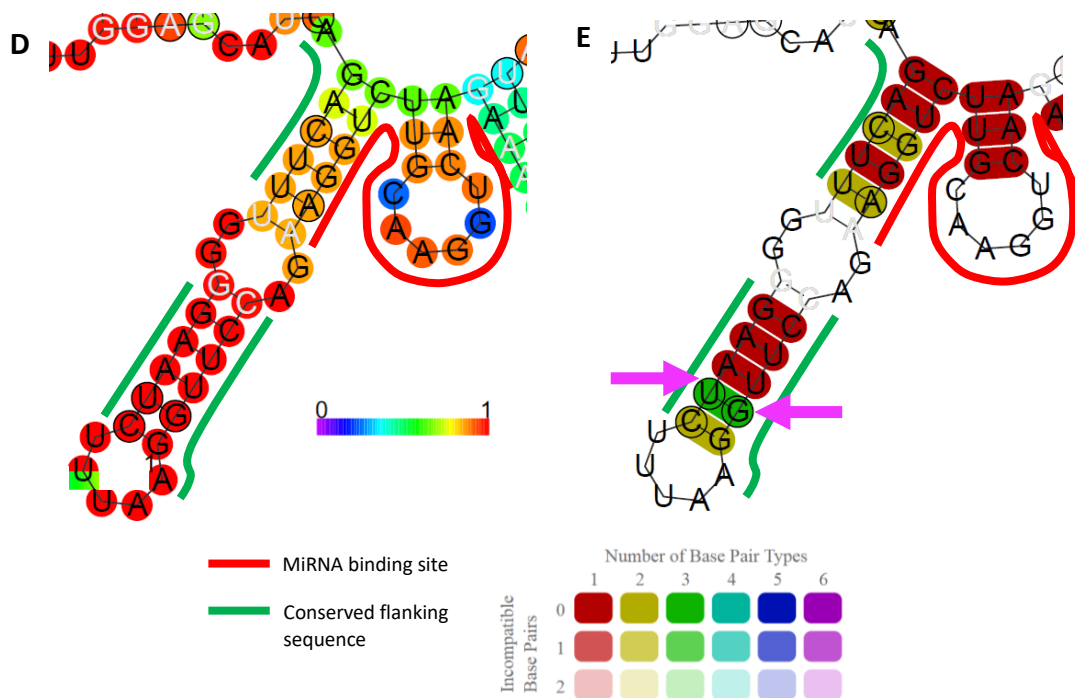 D
U U G G A G C A U C A
G A C U U U G G G G A A U C U U U A A G G U U C C A G A A G G U C U U G C A A G G U C A A G U
0 1
E
U U
C A
G A C U U U G G G G A A U C U U U A A G G U U C C A G A A G G U C U U G C A A G G U C A A G
MiRNA binding site
Conserved flanking
sequence
Number of Base Pair Types
1 2 3 4 5 6
Incompatible
Base Pairs
0
1
2